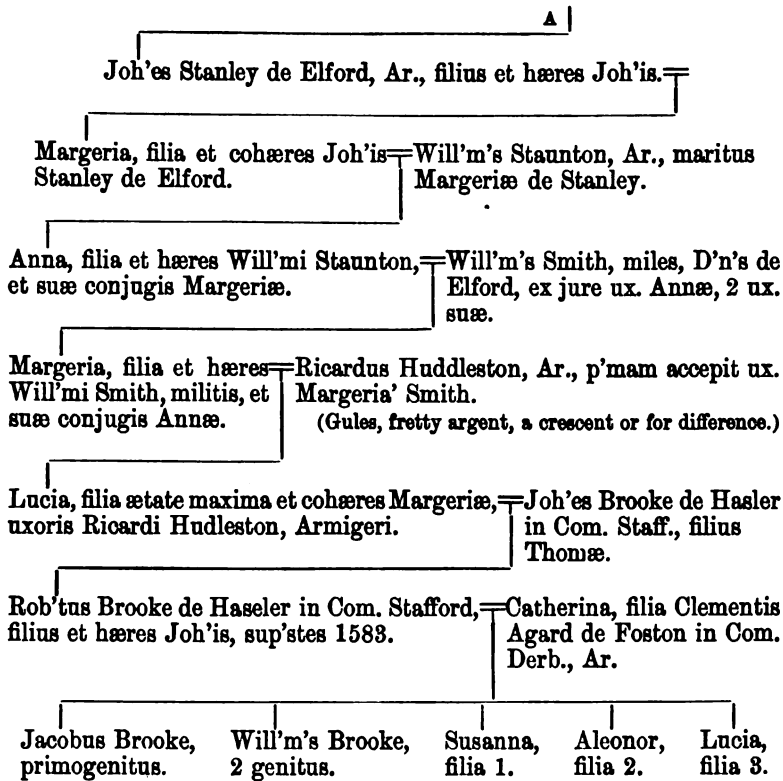 A
Joh'es Stanley de Elford, Ar., filius et hæres Joh'is.
Margeria, filia et cohæres Joh'is
Stanley de Elford.
Will'm's Staunton, Ar., maritus
Margeriæ de Stanley.
Anna, filia et hæres Will'mi Staunton,
et suæ conjugis Margeriæ.
Will'm's Smith, miles, D'n's de
Elford, ex jure ux. Annæ, 2 ux.
suæ.
Margeria, filia et hæres
Will'mi Smith, militis, et
suæ conjugis Annæ.
Ricardus Huddleston, Ar., p'mam accepit ux.
Margeria' Smith.
(Gules, fretty argent, a crescent or for difference.)
Lucia, filia ætate maxima et cohæres Margeriæ,
uxoris Ricardi Hudleston, Armigeri.
Joh'es Brooke de Hasler
in Com. Staff., filius
Thomæ.
Rob'tus Brooke de Haseler in Com. Stafford,
filius et hæres Joh'is, sup'stes 1583.
Catherina, filia Clementis
Agard de Foston in Com.
Derb., Ar.
Jacobus Brooke,
primogenitus.
Will'm's Brooke,
2 genitus.
Susanna,
filia 1.
Aleonor,
filia 2.
Lucia,
filia 3.